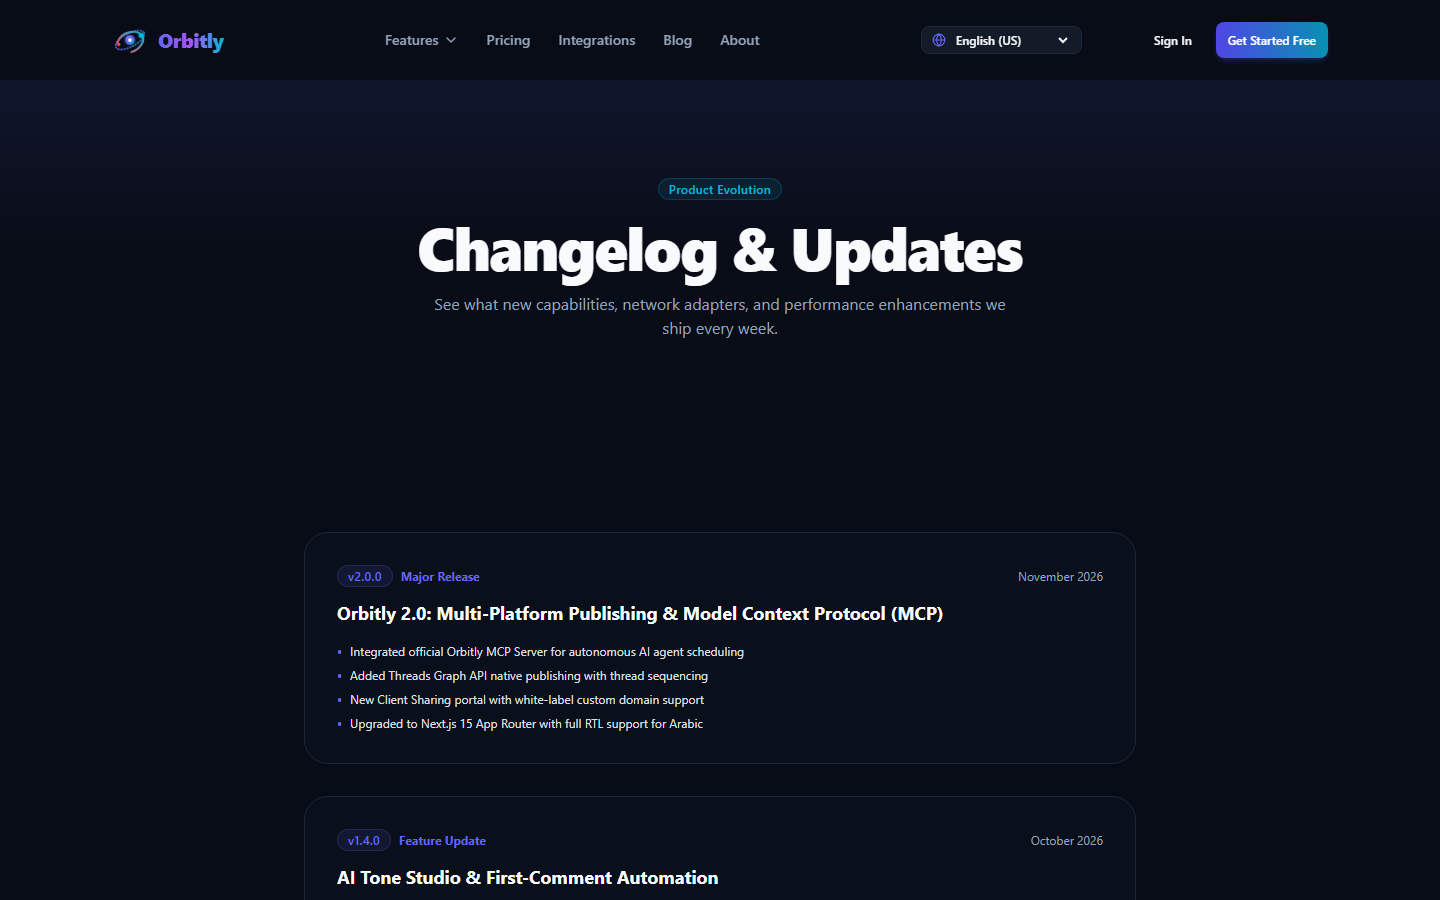 Orbitly
Features
Pricing
Integrations
Blog
About
English (US)
Sign In
Get Started Free
Product Evolution
Changelog & Updates
See what new capabilities, network adapters, and performance enhancements we
ship every week.
v2.0.0
Major Release
November 2026
Orbitly 2.0: Multi-Platform Publishing & Model Context Protocol (MCP)
• Integrated official Orbitly MCP Server for autonomous AI agent scheduling
• Added Threads Graph API native publishing with thread sequencing
• New Client Sharing portal with white-label custom domain support
• Upgraded to Next.js 15 App Router with full RTL support for Arabic
v1.4.0
Feature Update
October 2026
AI Tone Studio & First-Comment Automation